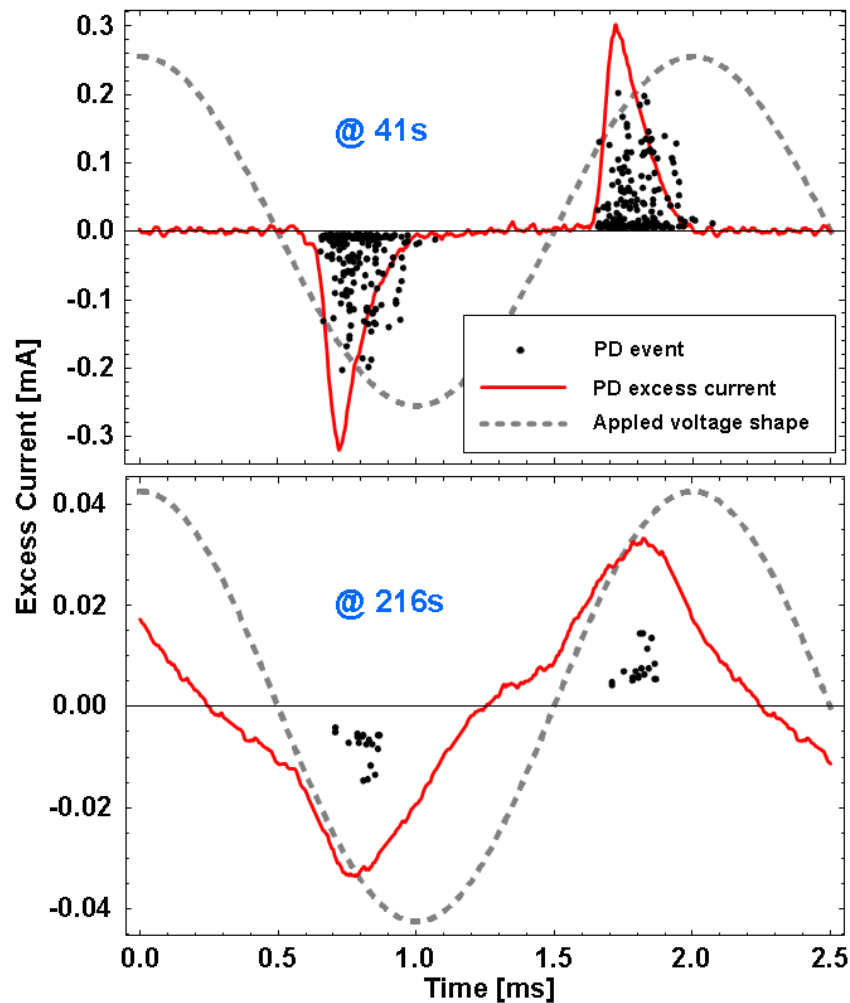 Excess Current [mA]
0.3
0.2
0.1
0.0
-0.1
-0.2
-0.3
@ 41s
PD event
PD excess current
Appled voltage shape
0.04
0.02
0.00
-0.02
-0.04
@ 216s
0.0
0.5
1.0
1.5
2.0
2.5
Time [ms]